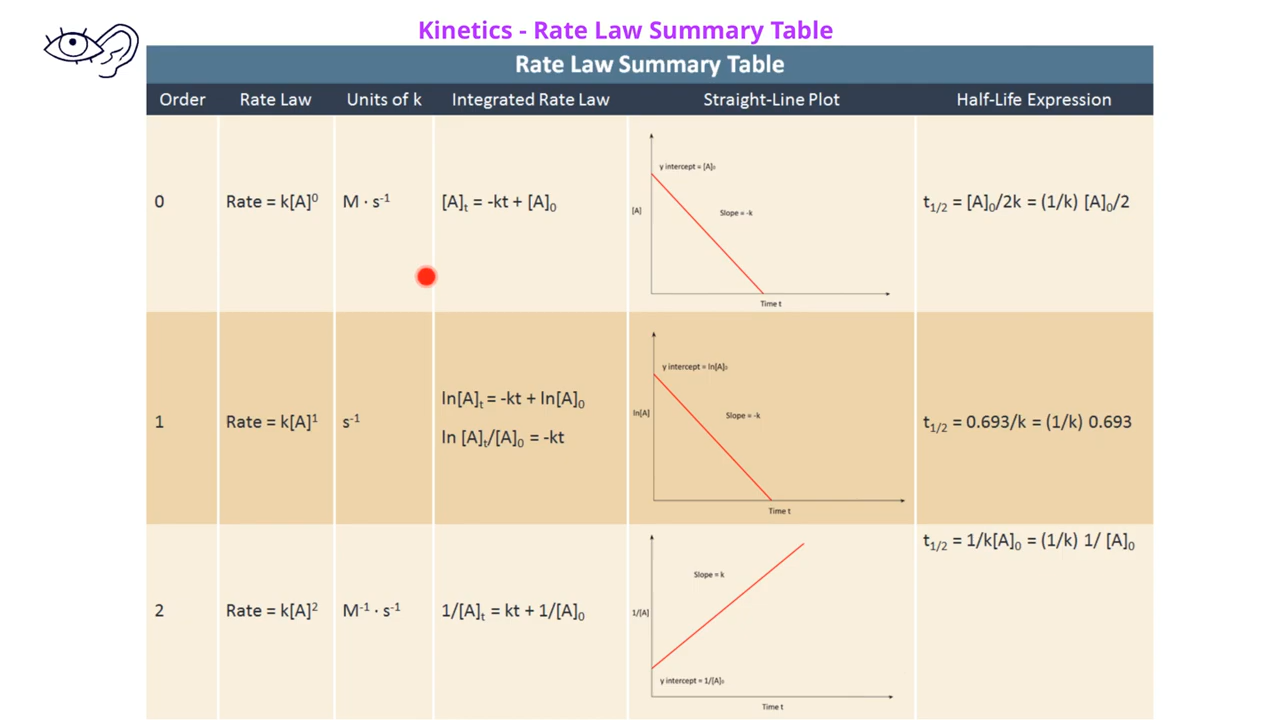 Kinetics - Rate Law Summary Table
Rate Law Summary Table
Order Rate Law Units of k Integrated Rate Law Straight-Line Plot Half-Life Expression
0
Rate = k[A]⁰
M · s⁻¹
[A]ₜ = -kt + [A]₀
y intercept = [A]₀
[A]
Slope = -k
Time t
t₁/₂ = [A]₀/2k = (1/k) [A]₀/2
1
Rate = k[A]¹
s⁻¹
ln[A]ₜ = -kt + ln[A]₀
ln [A]ₜ/[A]₀ = -kt
y intercept = ln[A]₀
ln[A]
Slope = -k
Time t
t₁/₂ = 0.693/k = (1/k) 0.693
2
Rate = k[A]²
M⁻¹ · s⁻¹
1/[A]ₜ = kt + 1/[A]₀
Slope = k
1/[A]
y intercept = 1/[A]₀
Time t
t₁/₂ = 1/k[A]₀ = (1/k) 1/ [A]₀